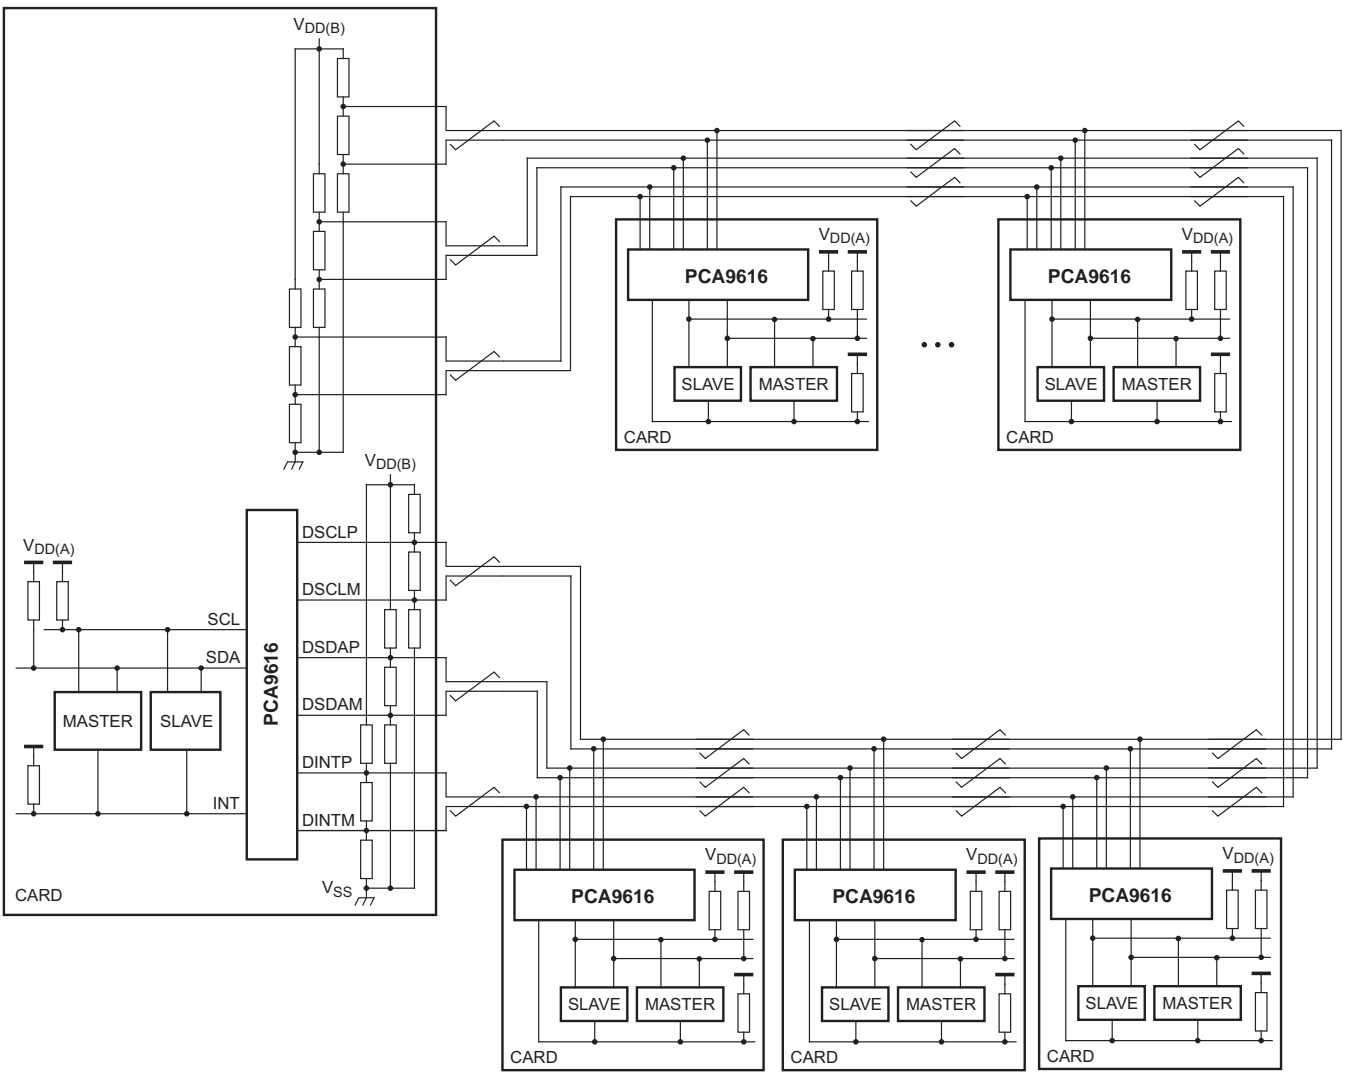 VDD(B)
VDD(A)
VDD(A)
PCA9616
PCA9616
• • •
SLAVE
MASTER
SLAVE
MASTER
CARD
CARD
VDD(B)
DSCLP
VDD(A)
DSCLM
SCL
DSDAP
SDA
PCA9616
DSDAM
MASTER
SLAVE
DINTP
INT
DINTM
VSS
CARD
VDD(A)
VDD(A)
VDD(A)
PCA9616
PCA9616
PCA9616
SLAVE
MASTER
SLAVE
MASTER
SLAVE
MASTER
CARD
CARD
CARD